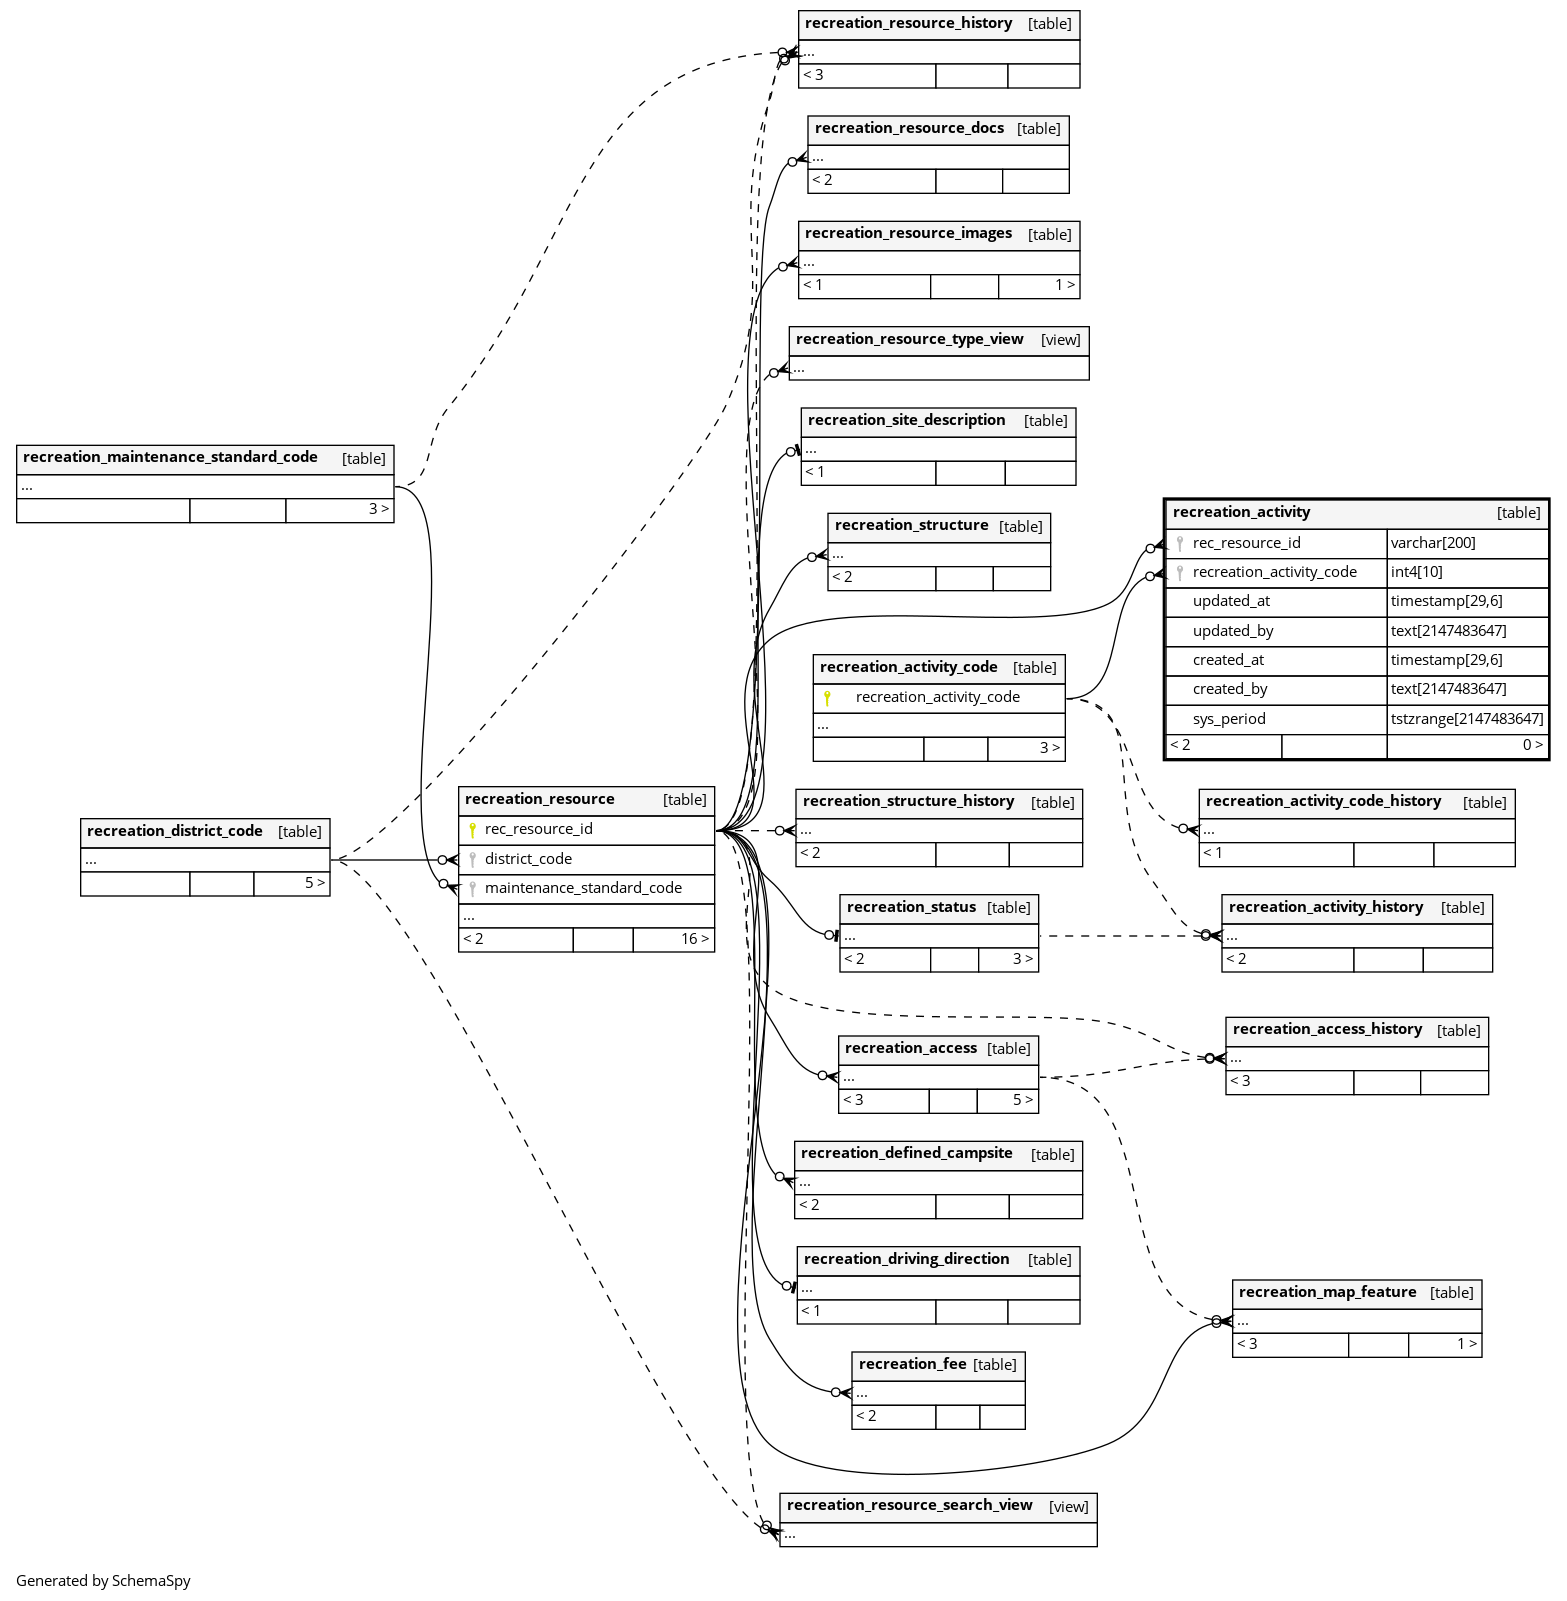 recreation_resource_history [table]
...
< 3
recreation_resource_docs [table]
...
< 2
recreation_resource_images [table]
...
< 1 1 >
recreation_resource_type_view [view]
...
recreation_site_description [table]
...
< 1
recreation_maintenance_standard_code [table]
...
3 >
recreation_structure [table]
...
< 2
recreation_activity [table]
rec_resource_id varchar[200]
recreation_activity_code int4[10]
updated_at timestamp[29,6]
updated_by text[2147483647]
created_at timestamp[29,6]
created_by text[2147483647]
sys_period tstzrange[2147483647]
< 2 0 >
recreation_activity_code [table]
recreation_activity_code
...
3 >
recreation_resource [table]
rec_resource_id
district_code
maintenance_standard_code
...
< 2 16 >
recreation_district_code [table]
...
5 >
recreation_structure_history [table]
...
< 2
recreation_activity_code_history [table]
...
< 1
recreation_status [table]
...
< 2 3 >
recreation_activity_history [table]
...
< 2
recreation_access [table]
...
< 3 5 >
recreation_access_history [table]
...
< 3
recreation_defined_campsite [table]
...
< 2
recreation_driving_direction [table]
...
< 1
recreation_map_feature [table]
...
< 3 1 >
recreation_fee [table]
...
< 2
recreation_resource_search_view [view]
...
Generated by SchemaSpy